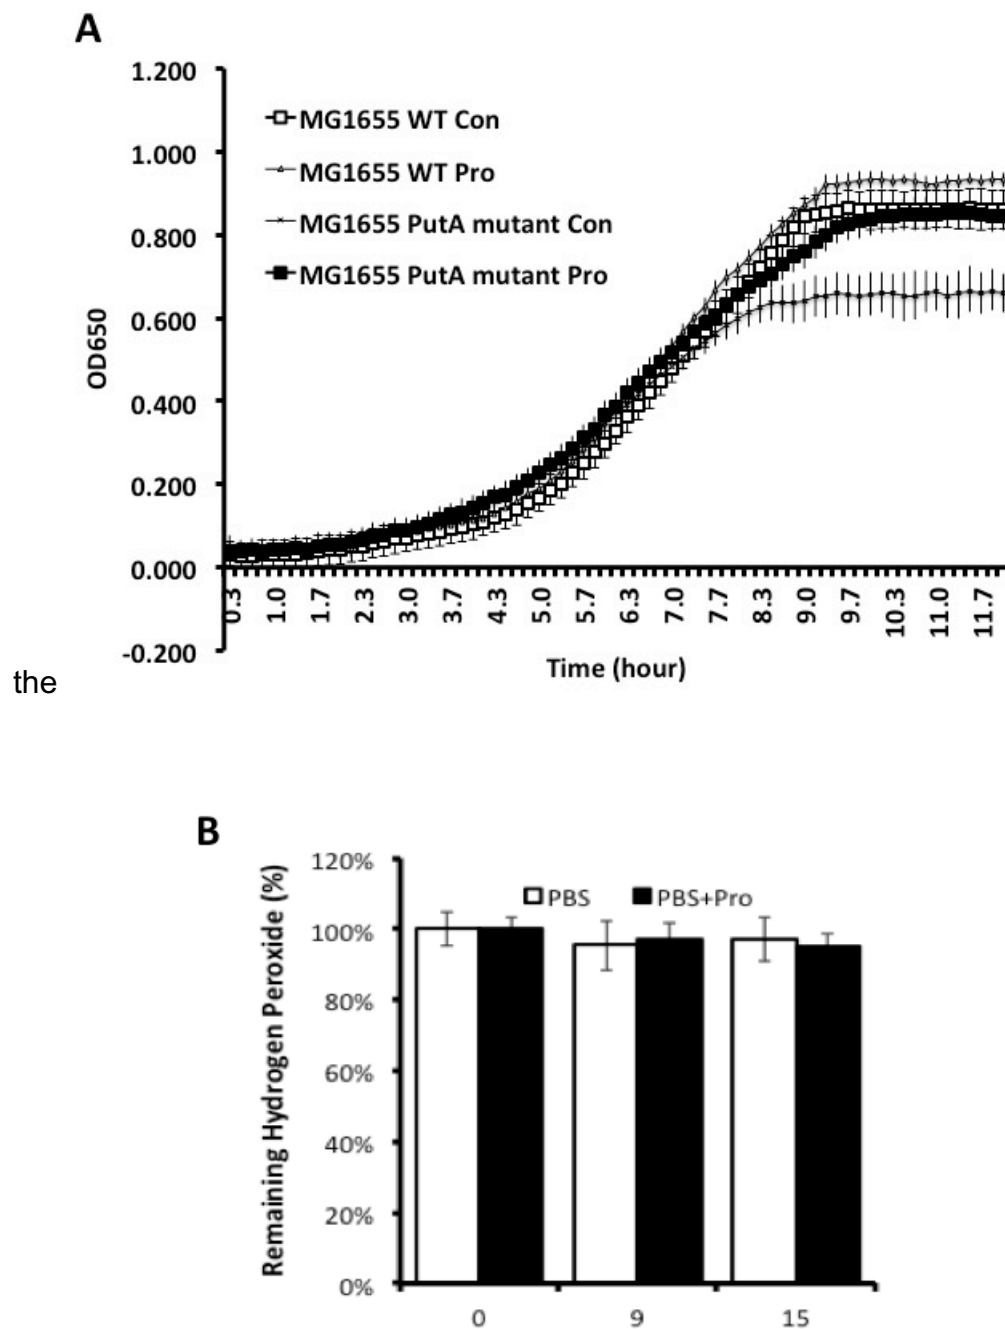 A
1.200
1.000
0.800
0.600
0.400
0.200
0.000
-0.200
OD650
MG1655 WT Con
MG1655 WT Pro
MG1655 PutA mutant Con
MG1655 PutA mutant Pro
0.3 1.0 1.7 2.3 3.0 3.7 4.3 5.0 5.7 6.3 7.0 7.7 8.3 9.0 9.7 10.3 11.0 11.7
Time (hour)
the
B
120%
100%
80%
60%
40%
20%
0%
Remaining Hydrogen Peroxide (%)
PBS PBS+Pro
0 9 15